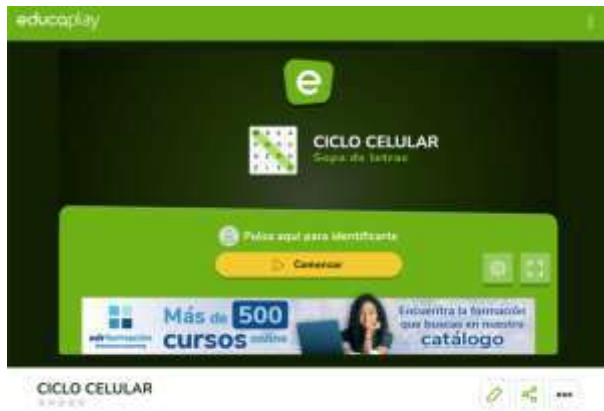 educaplay
e
CICLO CELULAR
Sopa de letras
Pulsa aquí para identificarte
Comenzar
adrformación
Más de 500
cursos online
Encuentra la formación
que buscas en nuestro
catálogo
CICLO CELULAR